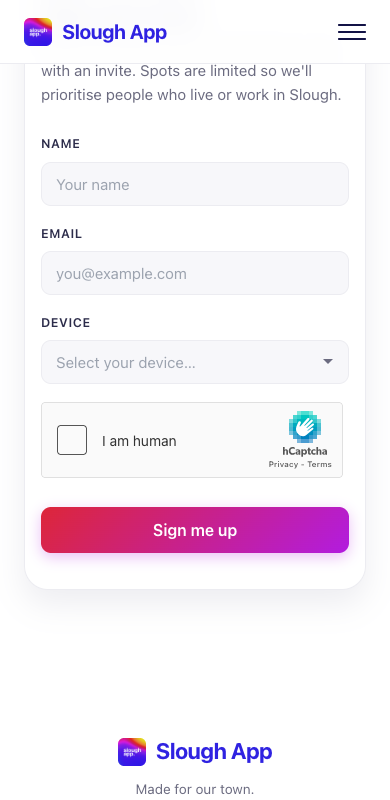 slough app.
Slough App
with an invite. Spots are limited so we'll
prioritise people who live or work in Slough.
NAME
Your name
EMAIL
you@example.com
DEVICE
Select your device...
I am human
hCaptcha
Privacy - Terms
Sign me up
slough app.
Slough App
Made for our town.